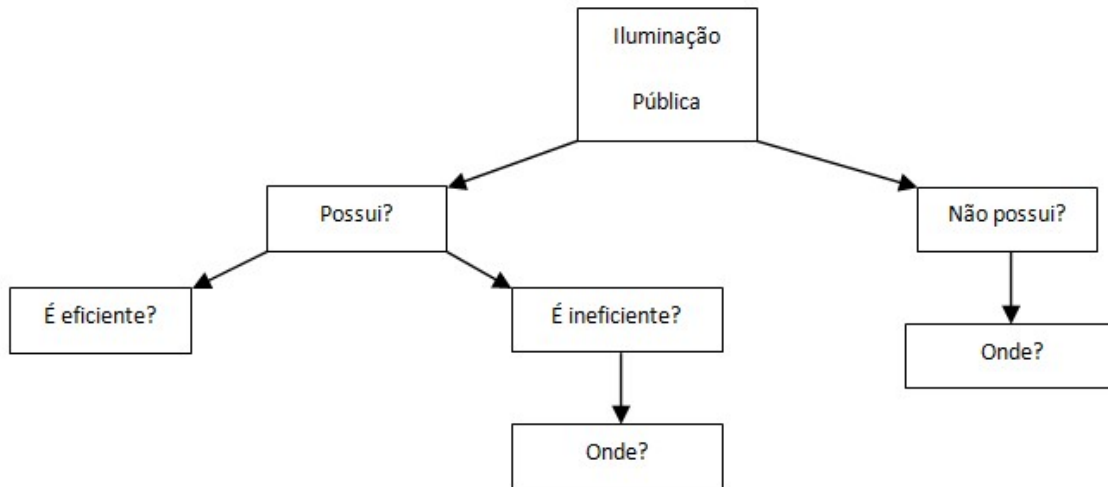 Iluminação
Pública
Possui?
Não possui?
É eficiente?
É ineficiente?
Onde?
Onde?